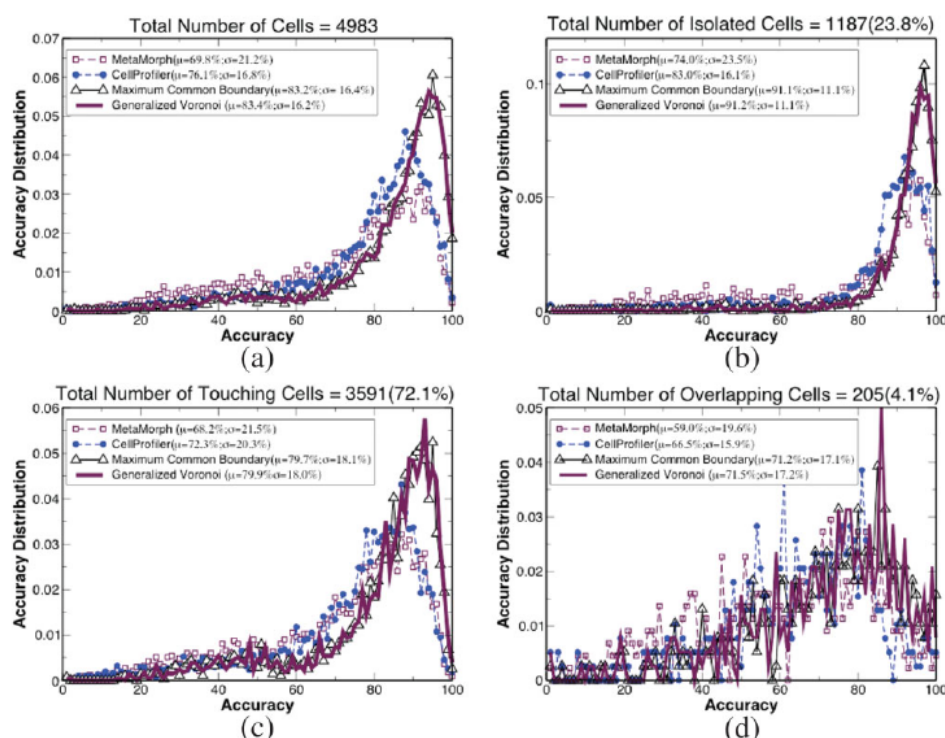 Total Number of Cells = 4983
0.07
0.06
0.05
0.04
0.03
0.02
0.01
0
Accuracy Distribution
MetaMorph(μ=69.8%;σ=21.2%)
CellProfiler(μ=76.1%;σ=16.8%)
Maximum Common Boundary(μ=83.2%;σ=16.4%)
Generalized Voronoi (μ=83.4%;σ=16.2%)
0 20 40 60 80 100
Accuracy
(a)
Total Number of Isolated Cells = 1187(23.8%)
0.1
0.05
0
Accuracy Distribution
MetaMorph(μ=74.0%;σ=23.5%)
CellProfiler(μ=83.0%;σ=16.1%)
Maximum Common Boundary(μ=91.1%;σ=11.1%)
Generalized Voronoi (μ=91.2%;σ=11.1%)
0 20 40 60 80 100
Accuracy
(b)
Total Number of Touching Cells = 3591(72.1%)
0.06
0.05
0.04
0.03
0.02
0.01
0.00
Accuracy Distribution
MetaMorph (μ=68.2%;σ=21.5%)
CellProfiler(μ=72.3%;σ=20.3%)
Maximum Common Boundary(μ=79.7%σ=18.1%)
Generalized Voronoi (μ=79.9%σ=18.0%)
0 20 40 60 80 100
Accuracy
(c)
Total Number of Overlapping Cells = 205(4.1%)
0.05
0.04
0.03
0.02
0.01
0.00
Accuracy Distribution
MetaMorph(μ=59.0%;σ=19.6%)
CellProfiler(μ=66.5%;σ=15.9%)
Maximum Common Boundary(μ=71.2%;σ=17.1%)
Generalized Voronoi (μ=71.5%;σ=17.2%)
0 20 40 60 80 100
Accuracy
(d)